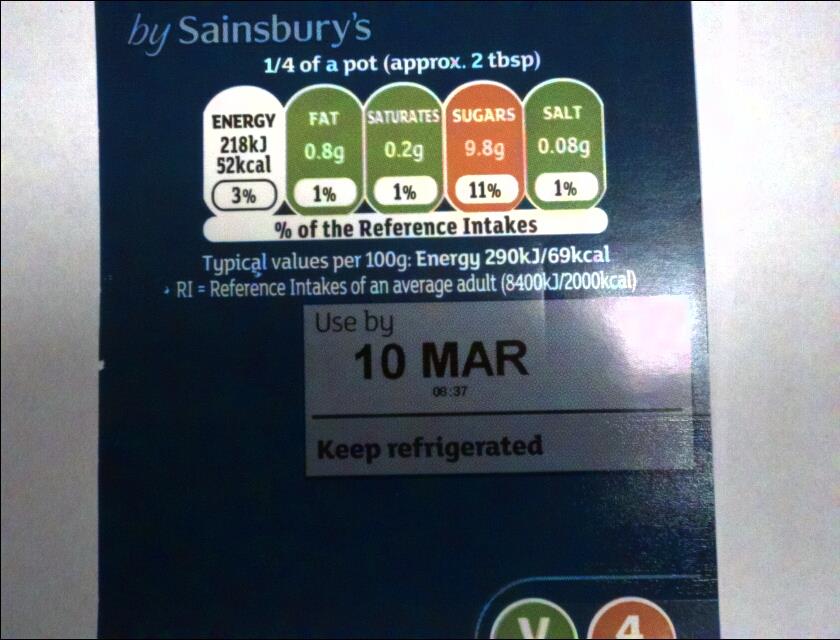 by Sainsbury's
1/4 of a pot (approx. 2 tbsp)
ENERGY
218kJ
52kcal
3%
FAT
0.8g
1%
SATURATES
0.2g
1%
SUGARS
9.8g
11%
SALT
0.08g
1%
% of the Reference Intakes
Typical values per 100g: Energy 290kJ/69kcal
RI = Reference Intakes of an average adult (8400kJ/2000kcal)
Use by
10 MAR
08:37
Keep refrigerated
V 4